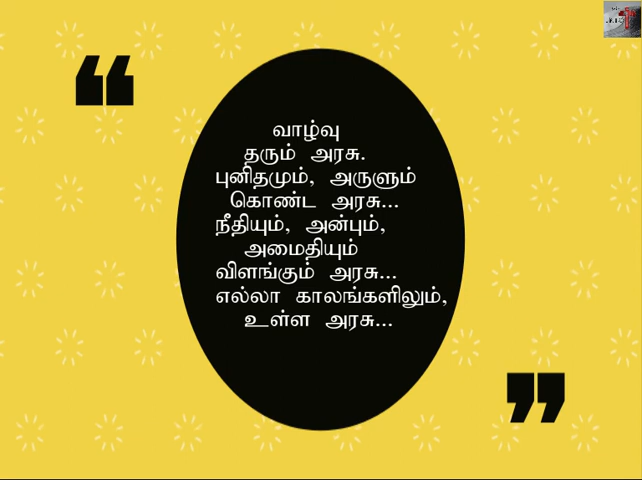 வாழ்வு
தரும் அரசு.
புனிதமும், அருளும்
கொண்ட அரசு...
நீதியும், அன்பும்,
அமைதியும்
விளங்கும் அரசு...
எல்லா காலங்களிலும்,
உள்ள அரசு...